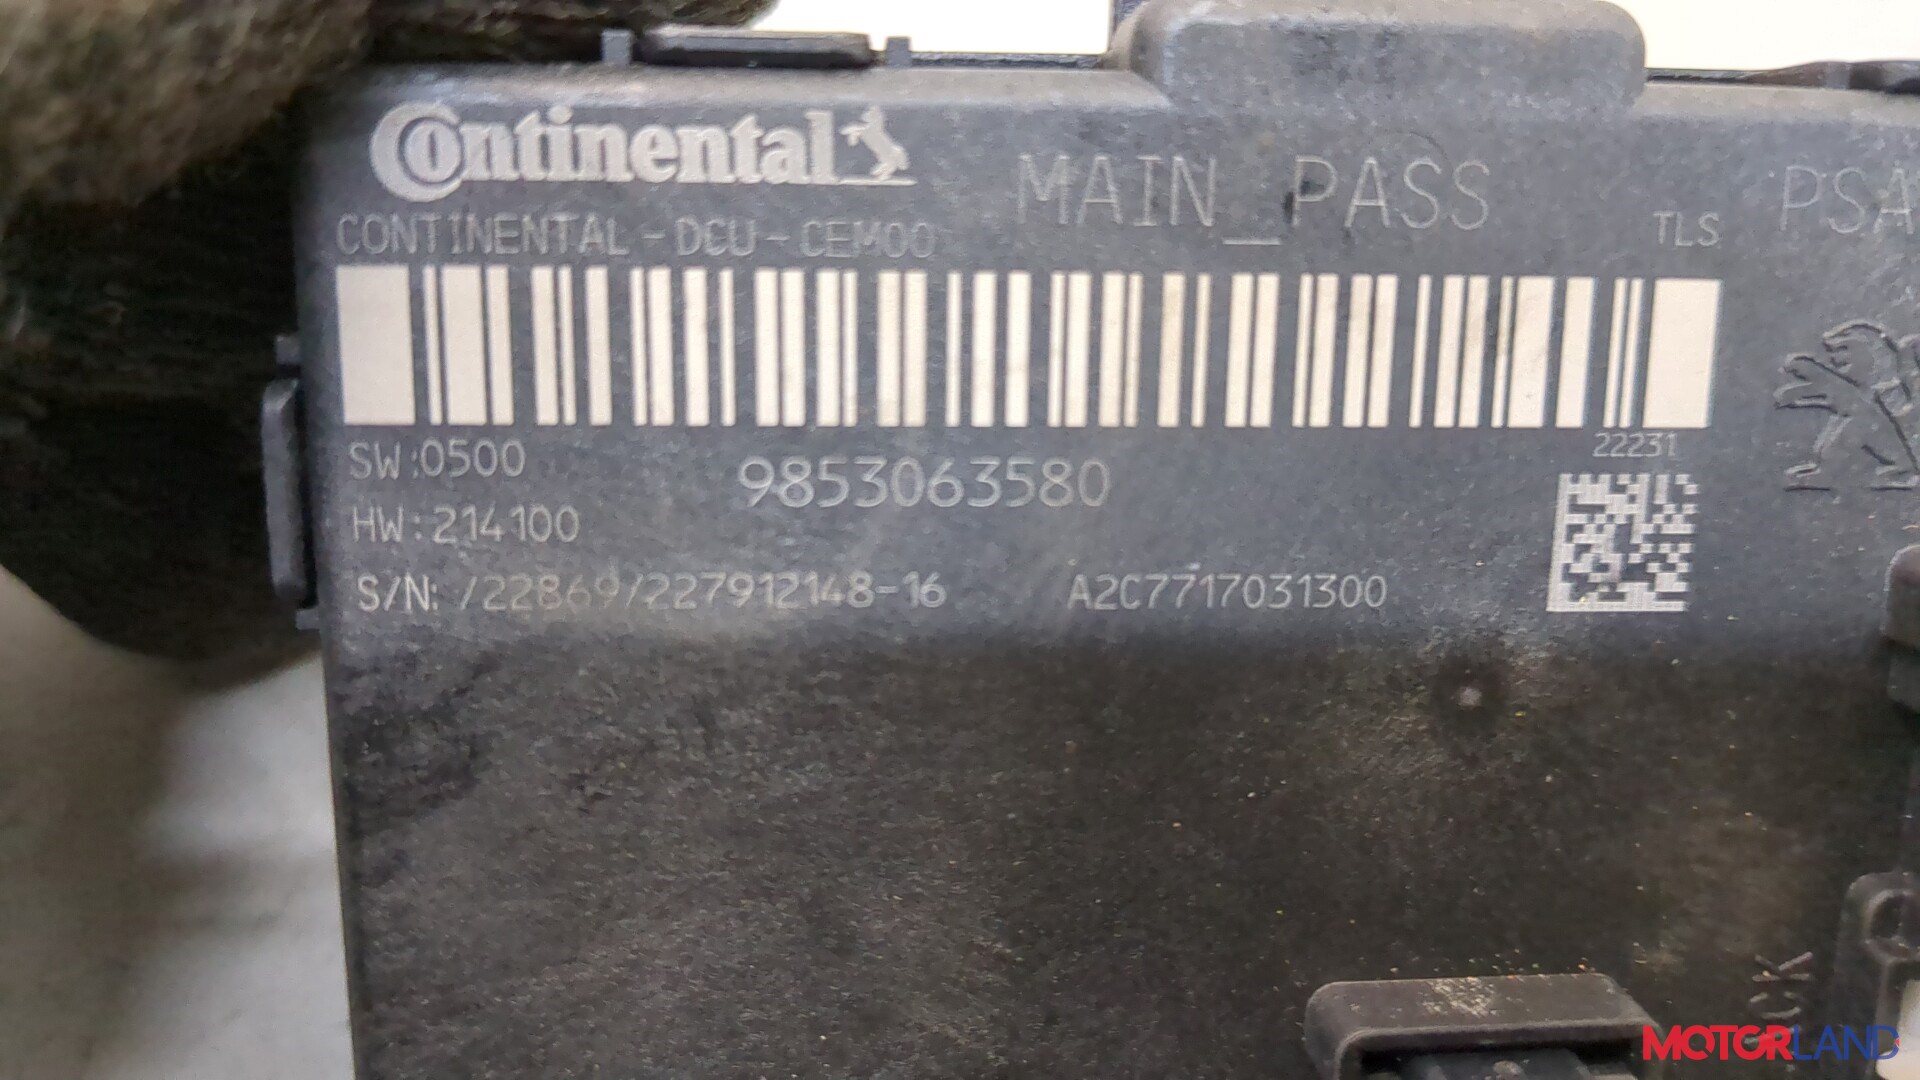 Continental
MAIN_PASS
PSA
CONTINENTAL-DCU-CEM00
TLS
SW:0500
9853063580
22231
HW:214100
S/N: /22869/227912148-16
A2C7717031300
MOTORLAND